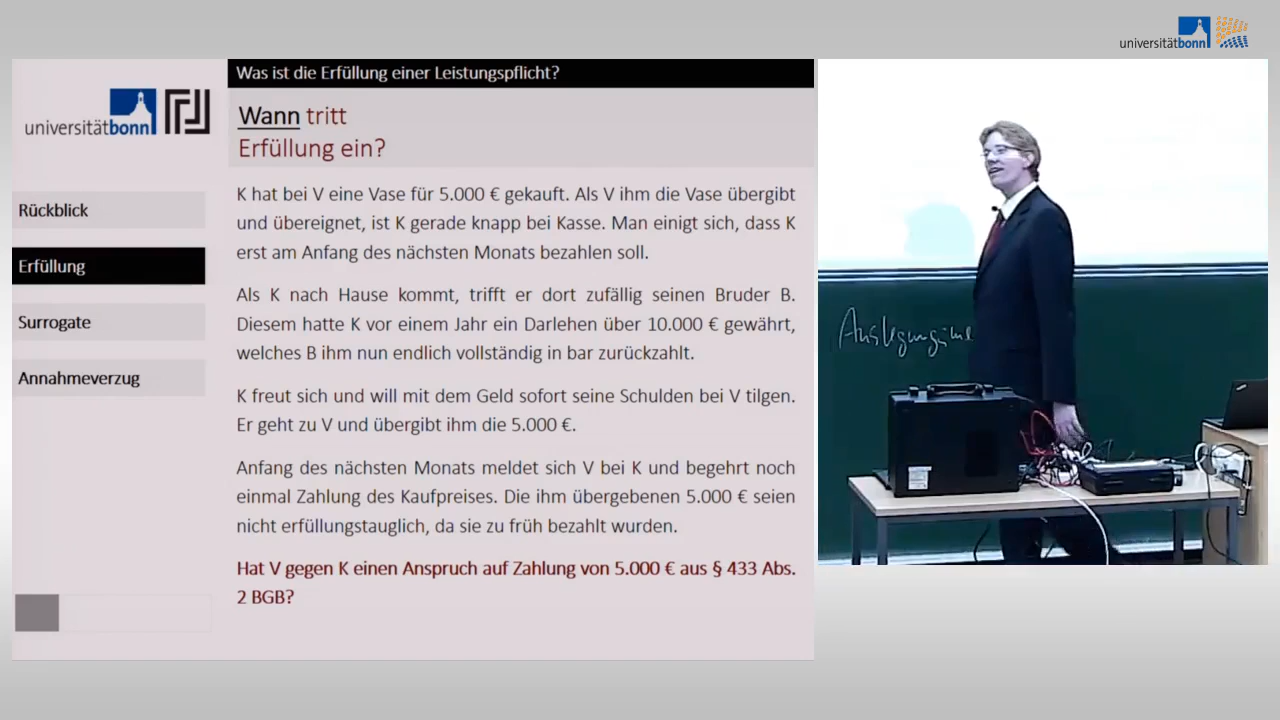 universitätbonn
Was ist die Erfüllung einer Leistungspflicht?
universitätbonn
Wann tritt
Erfüllung ein?
Rückblick
Erfüllung
Surrogate
Annahmeverzug
K hat bei V eine Vase für 5.000 € gekauft. Als V ihm die Vase übergibt
und übereignet, ist K gerade knapp bei Kasse. Man einigt sich, dass K
erst am Anfang des nächsten Monats bezahlen soll.
Als K nach Hause kommt, trifft er dort zufällig seinen Bruder B.
Diesem hatte K vor einem Jahr ein Darlehen über 10.000 € gewährt,
welches B ihm nun endlich vollständig in bar zurückzahlt.
K freut sich und will mit dem Geld sofort seine Schulden bei V tilgen.
Er geht zu V und übergibt ihm die 5.000 €.
Anfang des nächsten Monats meldet sich V bei K und begehrt noch
einmal Zahlung des Kaufpreises. Die ihm übergebenen 5.000 € seien
nicht erfüllungstauglich, da sie zu früh bezahlt wurden.
Hat V gegen K einen Anspruch auf Zahlung von 5.000 € aus § 433 Abs.
2 BGB?